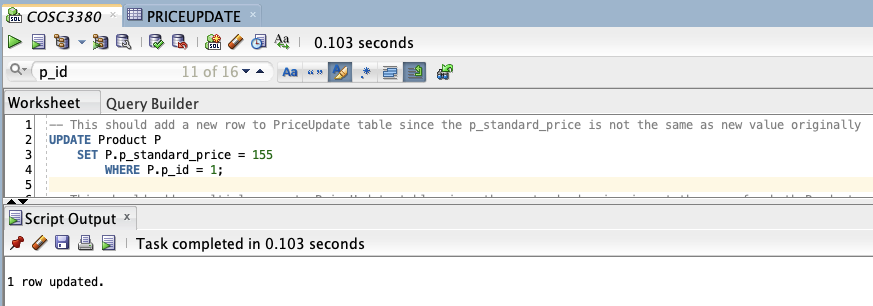 COSC3380 PRICEUPDATE
0.103 seconds
p_id 11 of 16
Worksheet Query Builder
1 -- This should add a new row to PriceUpdate table since the p_standard_price is not the same as new value originally
2 UPDATE Product P
3 SET P.p_standard_price = 155
4 WHERE P.p_id = 1;
5
Script Output
Task completed in 0.103 seconds
1 row updated.